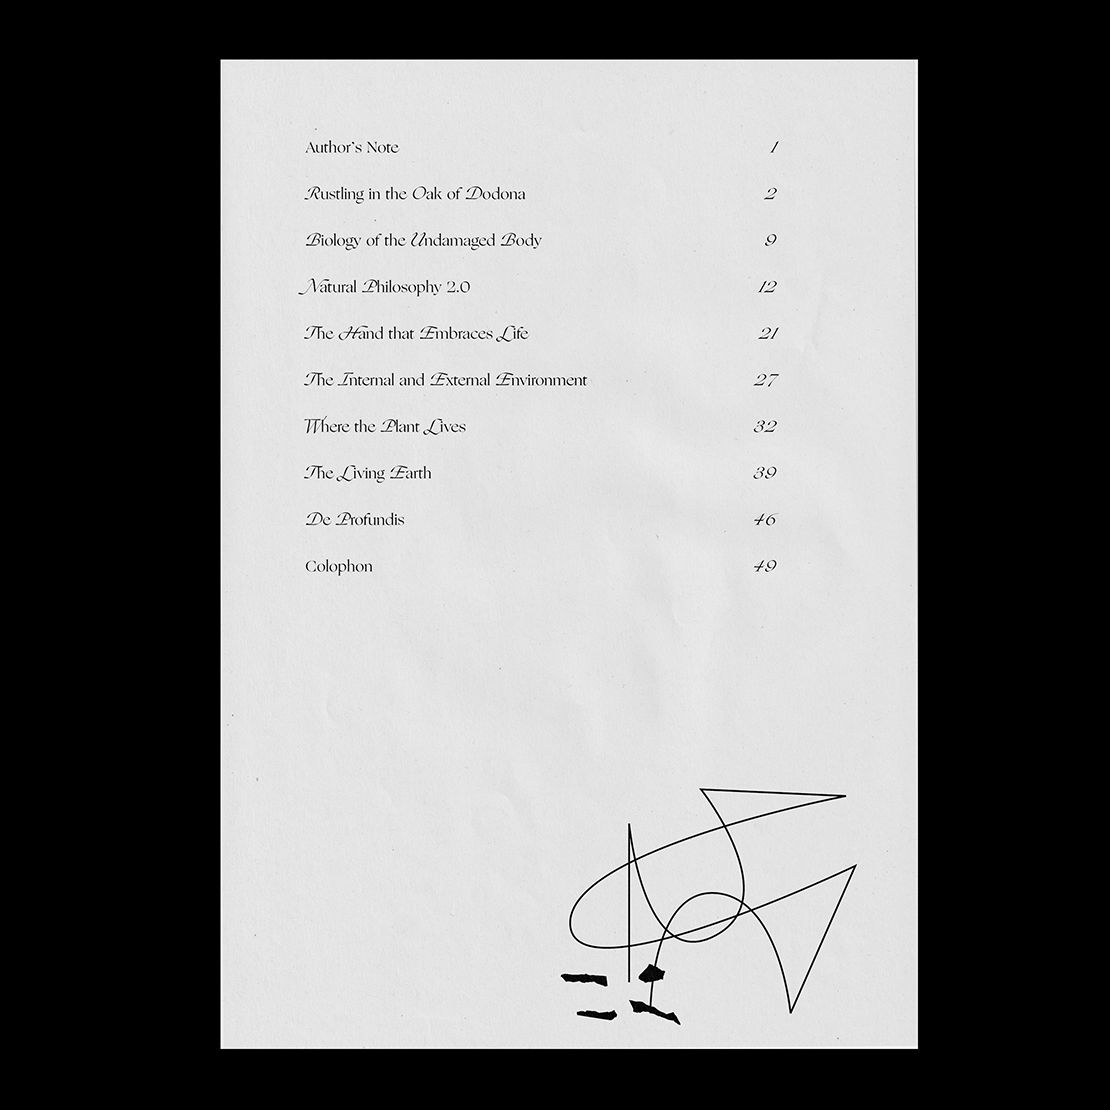 Author's Note 1
Rustling in the Oak of Dodona 2
Biology of the Undamaged Body 9
Natural Philosophy 2.0 12
The Hand that Embraces Life 21
The Internal and External Environment 27
Where the Plant Lives 32
The Living Earth 39
De Profundis 46
Colophon 49